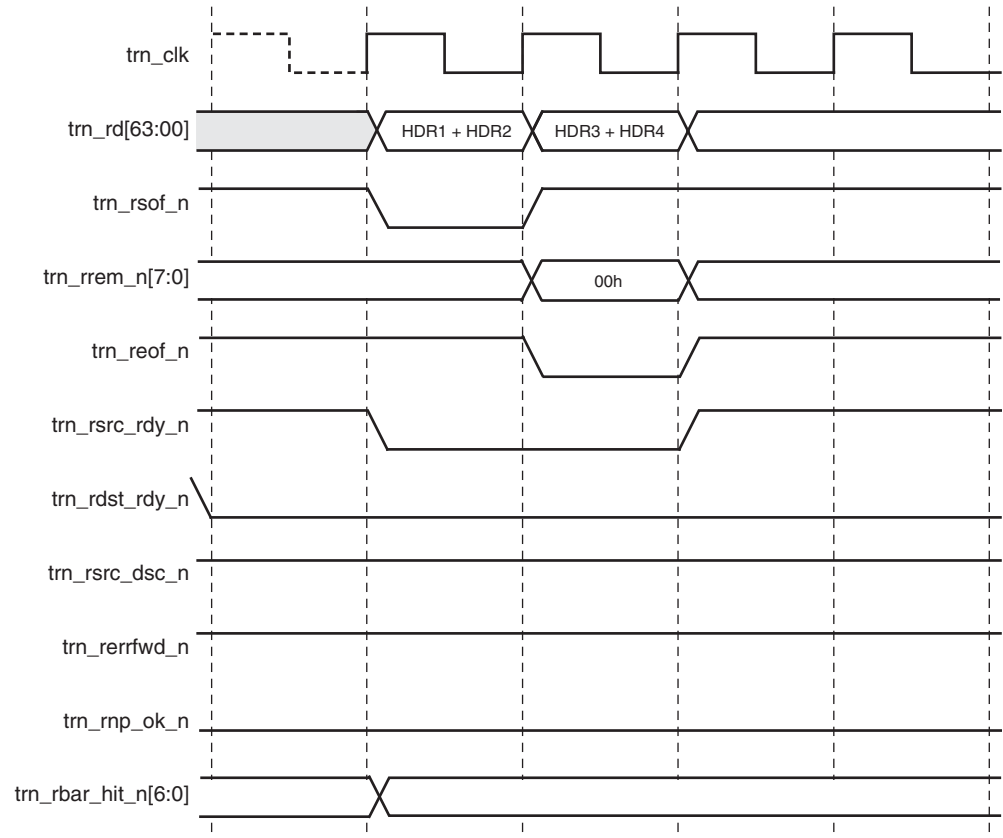 trn_clk
trn_rd[63:00]
HDR1 + HDR2
HDR3 + HDR4
trn_rsof_n
trn_rrem_n[7:0]
00h
trn_reof_n
trn_rsrc_rdy_n
trn_rdst_rdy_n
trn_rsrc_dsc_n
trn_rerrfwd_n
trn_rnp_ok_n
trn_rbar_hit_n[6:0]